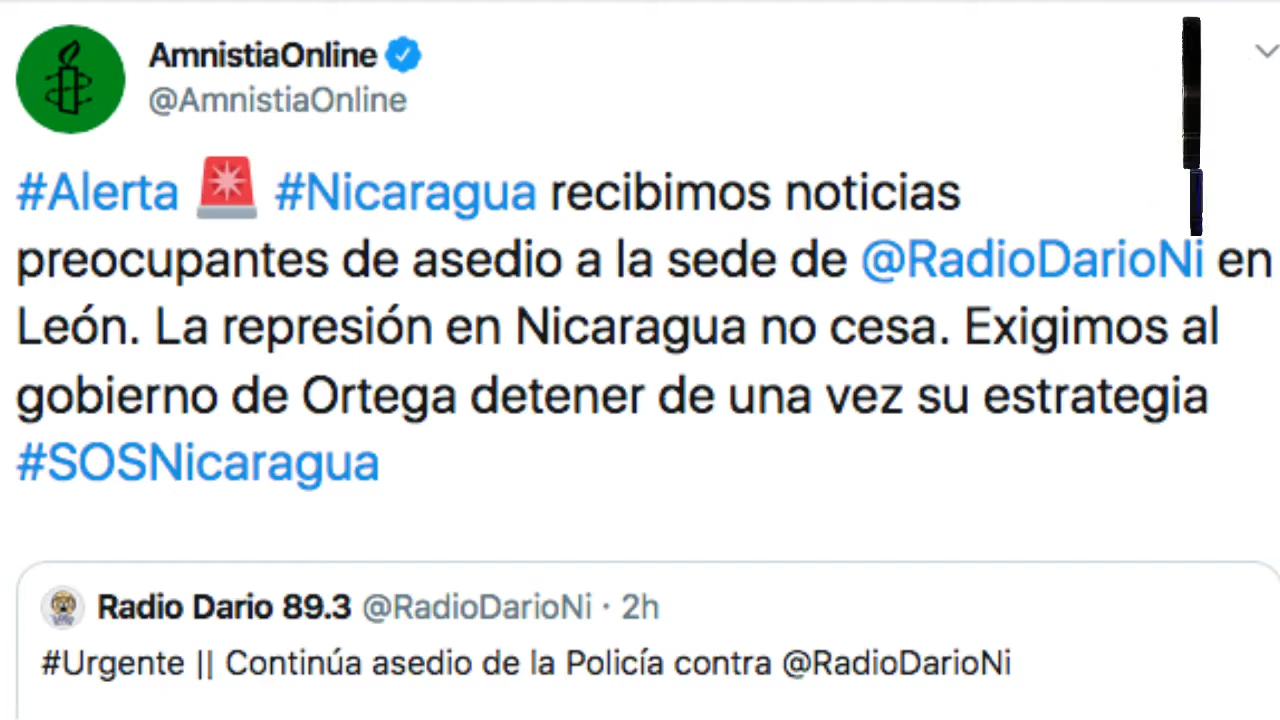 AmnistiaOnline
@AmnistiaOnline
#Alerta 🚨 #Nicaragua recibimos noticias
preocupantes de asedio a la sede de @RadioDarioNi en
León. La represión en Nicaragua no cesa. Exigimos al
gobierno de Ortega detener de una vez su estrategia
#SOSNicaragua
Radio Dario 89.3 @RadioDarioNi · 2h
#Urgente || Continúa asedio de la Policía contra @RadioDarioNi